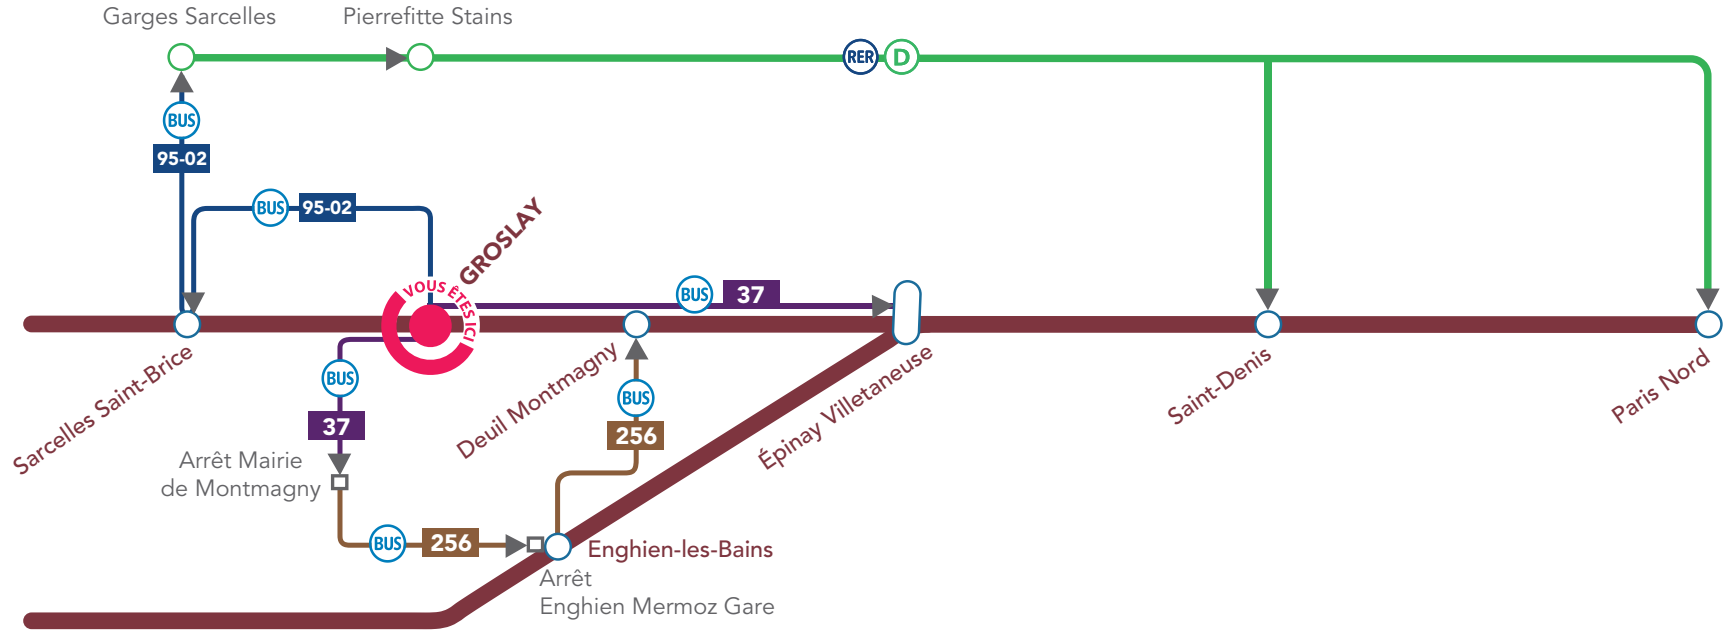 Garges Sarcelles
Pierrefitte Stains
RER D
BUS
95-02
BUS 95-02
GROSLAY
VOUS ÊTES ICI
BUS 37
Sarcelles Saint-Brice
BUS
37
Arrêt Mairie
de Montmagny
Deuil Montmagny
BUS
256
Épinay Villetaneuse
Saint-Denis
Paris Nord
BUS 256
Enghien-les-Bains
Arrêt
Enghien Mermoz Gare